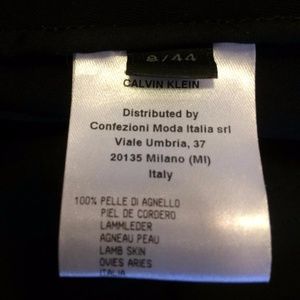 8/44
CALVIN KLEIN
Distributed by
Confezioni Moda Italia srl
Viale Umbria, 37
20135 Milano (MI)
Italy
100% PELLE DI AGNELLO
PIEL DE CORDERO
LAMMLEDER
AGNEAU PEAU
LAMB SKIN
OVIES ARIES
ITALIA